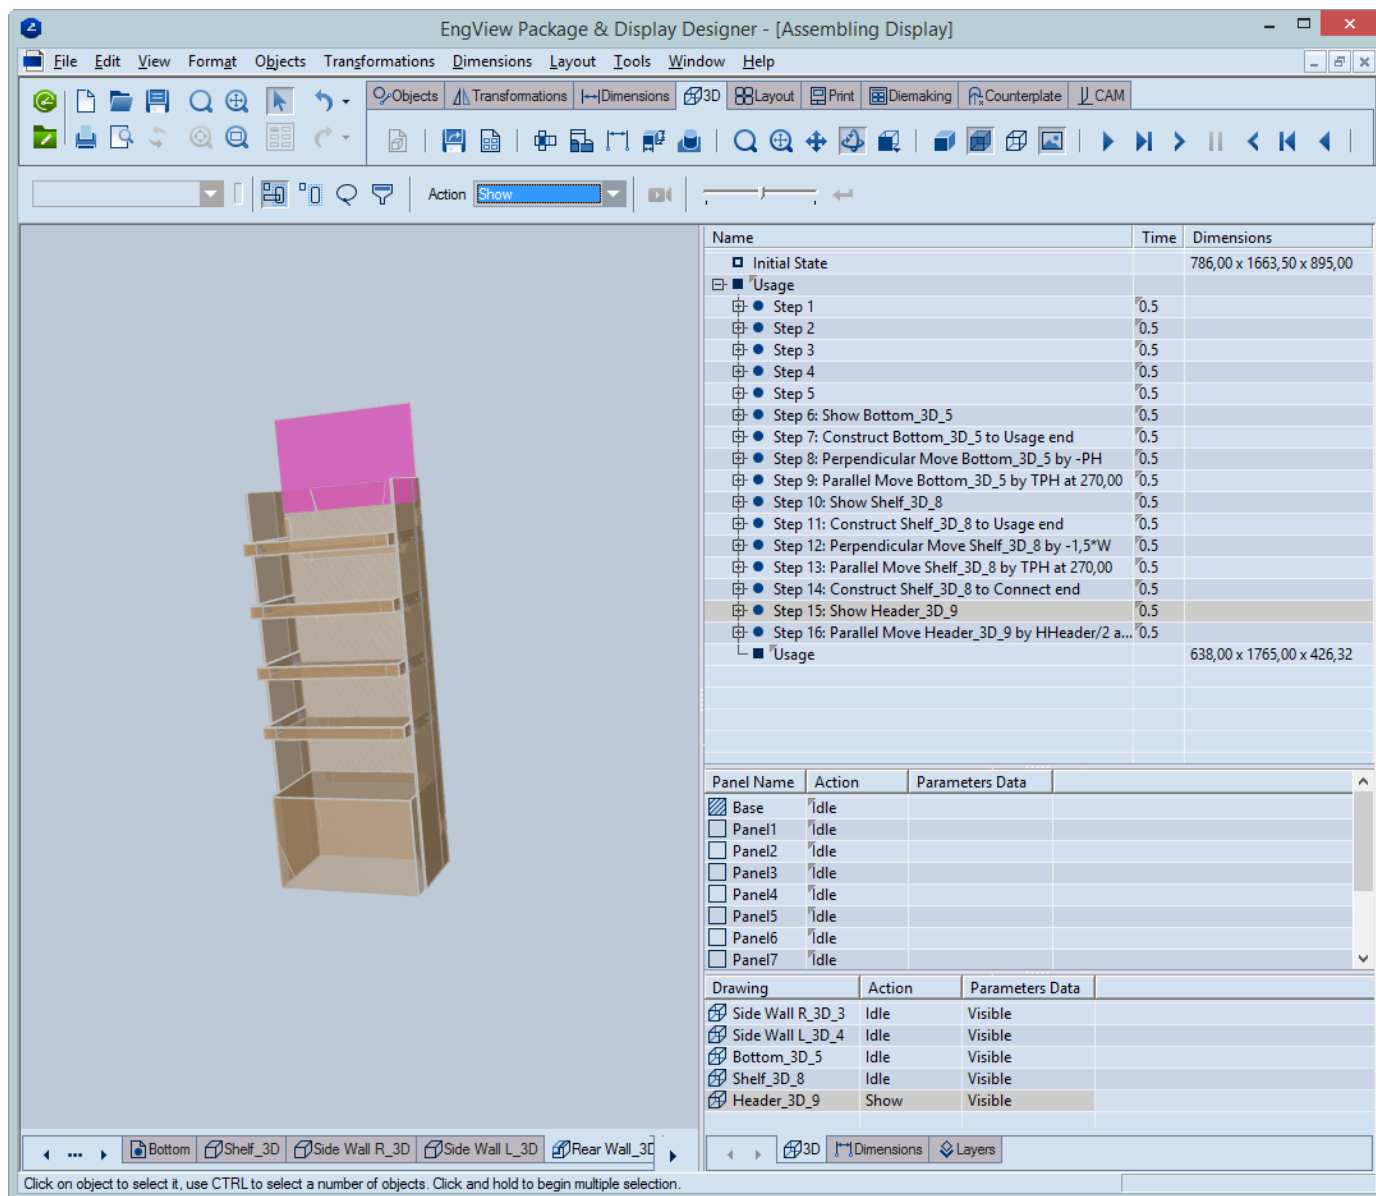 EngView Package & Display Designer - [Assembling Display]
File Edit View Format Objects Transformations Dimensions Layout Tools Window Help
Objects Transformations Dimensions 3D Layout Print Diemaking Counterplate CAM
Action Show
Name Time Dimensions
Initial State 786,00 x 1663,50 x 895,00
Usage
Step 1 0.5
Step 2 0.5
Step 3 0.5
Step 4 0.5
Step 5 0.5
Step 6: Show Bottom_3D_5 0.5
Step 7: Construct Bottom_3D_5 to Usage end 0.5
Step 8: Perpendicular Move Bottom_3D_5 by -PH 0.5
Step 9: Parallel Move Bottom_3D_5 by TPH at 270,00 0.5
Step 10: Show Shelf_3D_8 0.5
Step 11: Construct Shelf_3D_8 to Usage end 0.5
Step 12: Perpendicular Move Shelf_3D_8 by -1,5*W 0.5
Step 13: Parallel Move Shelf_3D_8 by TPH at 270,00 0.5
Step 14: Construct Shelf_3D_8 to Connect end 0.5
Step 15: Show Header_3D_9 0.5
Step 16: Parallel Move Header_3D_9 by HHeader/2 a... 0.5
Usage 638,00 x 1765,00 x 426,32
Panel Name Action Parameters Data
Base Idle
Panel1 Idle
Panel2 Idle
Panel3 Idle
Panel4 Idle
Panel5 Idle
Panel6 Idle
Panel7 Idle
Drawing Action Parameters Data
Side Wall R_3D_3 Idle Visible
Side Wall L_3D_4 Idle Visible
Bottom_3D_5 Idle Visible
Shelf_3D_8 Idle Visible
Header_3D_9 Show Visible
... Bottom Shelf_3D Side Wall R_3D Side Wall L_3D Rear Wall_3D
3D Dimensions Layers
Click on object to select it, use CTRL to select a number of objects. Click and hold to begin multiple selection.